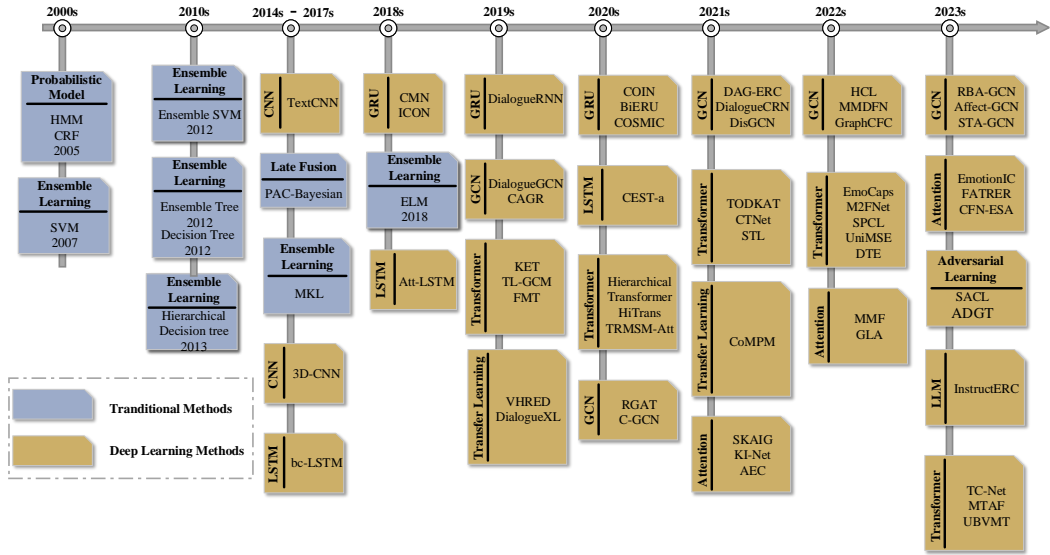 2000s
2010s
2014s - 2017s
2018s
2019s
2020s
2021s
2022s
2023s
Probabilistic
Model
HMM
CRF
2005
Ensemble
Learning
SVM
2007
Ensemble
Learning
Ensemble SVM
2012
Ensemble
Learning
Ensemble Tree
2012
Decision Tree
2012
Ensemble
Learning
Hierarchical
Decision tree
2013
CNN
TextCNN
Late Fusion
PAC-Bayesian
Ensemble
Learning
MKL
CNN
3D-CNN
LSTM
bc-LSTM
GRU
CMN
ICON
Ensemble
Learning
ELM
2018
LSTM
Att-LSTM
GRU
DialogueRNN
GCN
DialogueGCN
CAGR
Transformer
KET
TL-GCM
FMT
Transfer Learning
VHRED
DialogueXL
GRU
COIN
BiERU
COSMIC
LSTM
CEST-a
Transformer
Hierarchical
Transformer
HiTrans
TRMSM-Att
GCN
RGAT
C-GCN
GCN
DAG-ERC
DialogueCRN
DisGCN
Transformer
TODKAT
CTNet
STL
Transfer Learning
CoMPM
Attention
SKAIG
KI-Net
AEC
GCN
HCL
MMDFN
GraphCFC
Transformer
EmoCaps
M2FNet
SPCL
UniMSE
DTE
Attention
MMF
GLA
GCN
RBA-GCN
Affect-GCN
STA-GCN
Attention
EmotionIC
FATRER
CFN-ESA
Adversarial
Learning
SACL
ADGT
LLM
InstructERC
Transformer
TC-Net
MTAF
UBVMT
Tranditional Methods
Deep Learning Methods